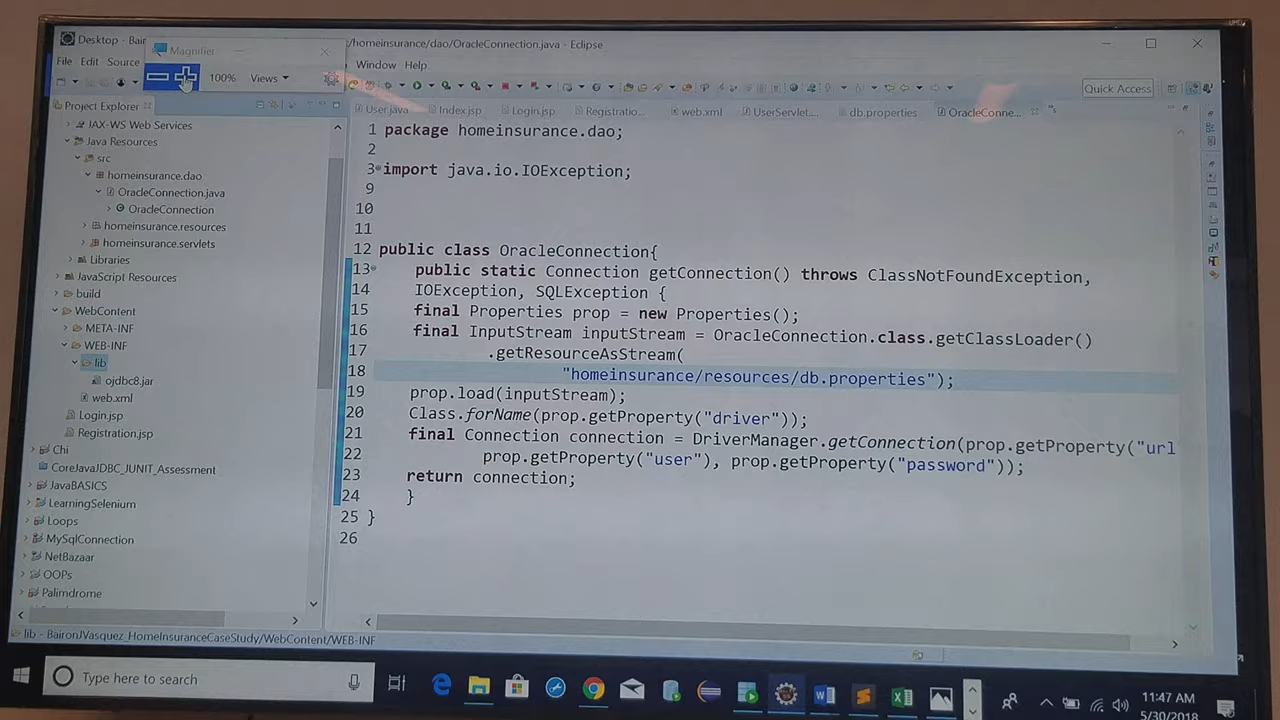 Desktop - Bai
/homeinsurance/dao/OracleConnection.java - Eclipse
Magnifier
File Edit Source
Window Help
100% Views
Quick Access
Project Explorer
JAX-WS Web Services
Java Resources
src
homeinsurance.dao
OracleConnection.java
OracleConnection
homeinsurance.resources
homeinsurance.servlets
Libraries
JavaScript Resources
build
WebContent
META-INF
WEB-INF
lib
ojdbc8.jar
web.xml
Login.jsp
Registration.jsp
Chi
CoreJavaJDBC_JUNIT_Assessment
JavaBASICS
LearningSelenium
Loops
MySqlConnection
NetBazaar
OOPs
Palimdrome
User.java Index.jsp Login.jsp Registratio... web.xml UserServlet.... db.properties OracleConne...
1 package homeinsurance.dao;
2
3 import java.io.IOException;
9
10
11
12 public class OracleConnection{
13 public static Connection getConnection() throws ClassNotFoundException,
14 IOException, SQLException {
15 final Properties prop = new Properties();
16 final InputStream inputStream = OracleConnection.class.getClassLoader()
17 .getResourceAsStream(
18 "homeinsurance/resources/db.properties");
19 prop.load(inputStream);
20 Class.forName(prop.getProperty("driver"));
21 final Connection connection = DriverManager.getConnection(prop.getProperty("url
22 prop.getProperty("user"), prop.getProperty("password"));
23 return connection;
24 }
25 }
26
lib - BaironJVasquez_HomeInsuranceCaseStudy/WebContent/WEB-INF
Type here to search
11:47 AM
5/30/2018